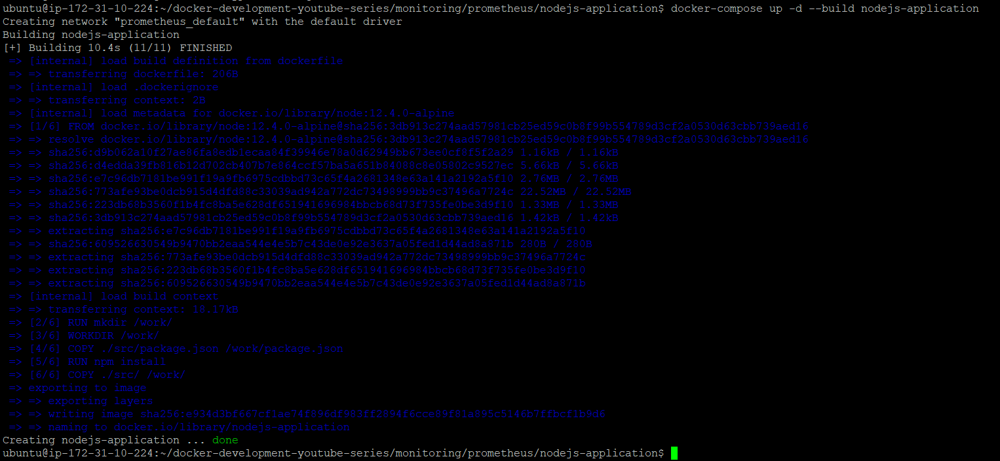 ubuntu@ip-172-31-10-224:~/docker-development-youtube-series/monitoring/prometheus/nodejs-application$ docker-compose up -d --build nodejs-application
Creating network "prometheus_default" with the default driver
Building nodejs-application
[+] Building 10.4s (11/11) FINISHED
=> [internal] load build definition from dockerfile
=> => transferring dockerfile: 206B
=> [internal] load .dockerignore
=> => transferring context: 2B
=> [internal] load metadata for docker.io/library/node:12.4.0-alpine
=> [1/6] FROM docker.io/library/node:12.4.0-alpine@sha256:3db913c274aad57981cb25ed59c0b8f99b554789d3cf2a0530d63cbb739aed16
=> => resolve docker.io/library/node:12.4.0-alpine@sha256:3db913c274aad57981cb25ed59c0b8f99b554789d3cf2a0530d63cbb739aed16
=> => sha256:d9b062a10f27ae86fa8edb1ecaa84f39946e78a0d62949bb673ee0cf8f5f2a29 1.16kB / 1.16kB
=> => sha256:d4edda39fb816b12d702cb407b7e864ccf57ba5a651b84088c8e05802c9527ec 5.66kB / 5.66kB
=> => sha256:e7c96db7181be991f19a9fb6975cdbbd73c65f4a2681348e63a141a2192a5f10 2.76MB / 2.76MB
=> => sha256:773afe93be0dcb915d4dfd88c33039ad942a772dc73498999bb9c37496a7724c 22.52MB / 22.52MB
=> => sha256:223db68b3560f1b4fc8ba5e628df651941696984bbcb68d73f735fe0be3d9f10 1.33MB / 1.33MB
=> => sha256:3db913c274aad57981cb25ed59c0b8f99b554789d3cf2a0530d63cbb739aed16 1.42kB / 1.42kB
=> => extracting sha256:e7c96db7181be991f19a9fb6975cdbbd73c65f4a2681348e63a141a2192a5f10
=> => sha256:609526630549b9470bb2eaa544e4e5b7c43de0e92e3637a05fed1d44ad8a871b 280B / 280B
=> => extracting sha256:773afe93be0dcb915d4dfd88c33039ad942a772dc73498999bb9c37496a7724c
=> => extracting sha256:223db68b3560f1b4fc8ba5e628df651941696984bbcb68d73f735fe0be3d9f10
=> => extracting sha256:609526630549b9470bb2eaa544e4e5b7c43de0e92e3637a05fed1d44ad8a871b
=> [internal] load build context
=> => transferring context: 18.17kB
=> [2/6] RUN mkdir /work/
=> [3/6] WORKDIR /work/
=> [4/6] COPY ./src/package.json /work/package.json
=> [5/6] RUN npm install
=> [6/6] COPY ./src/ /work/
=> exporting to image
=> => exporting layers
=> => writing image sha256:e934d3bf667cf1ae74f896df983ff2894f6cce89f81a895c5146b7ffbcf1b9d6
=> => naming to docker.io/library/nodejs-application
Creating nodejs-application ... done
ubuntu@ip-172-31-10-224:~/docker-development-youtube-series/monitoring/prometheus/nodejs-application$